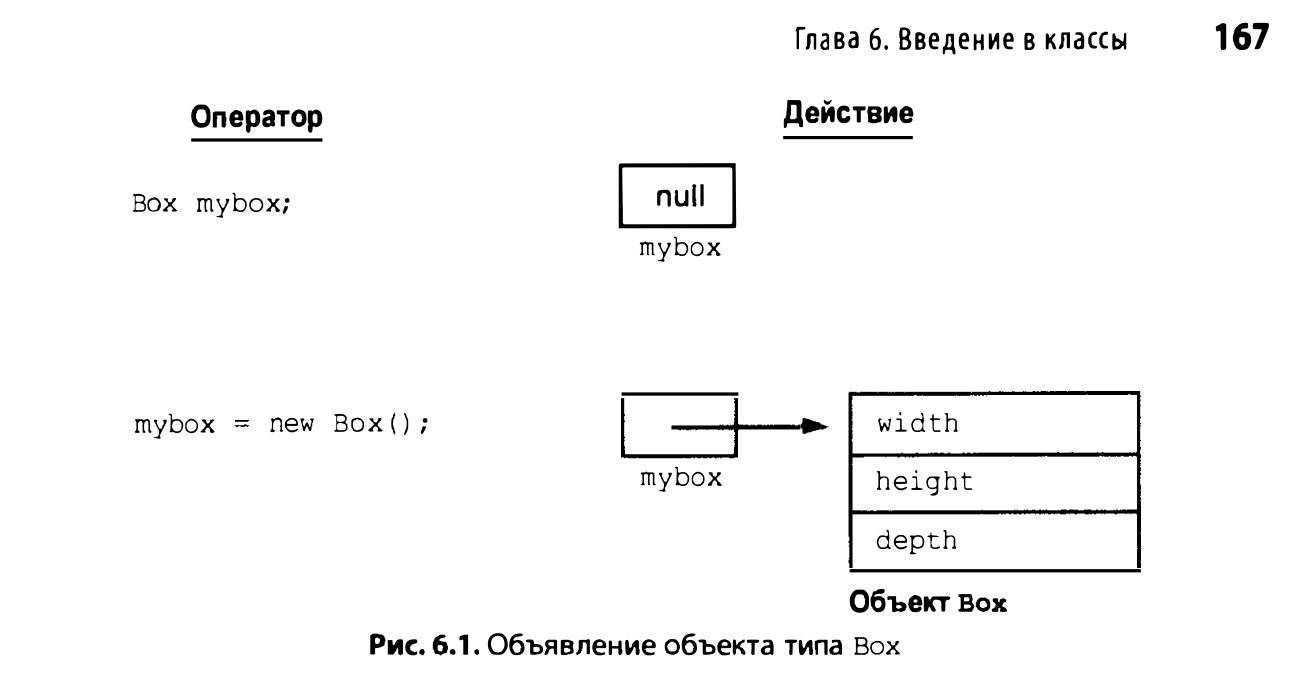 Глава 6. Введение в классы 167
Оператор Действие
Box mybox; null
mybox
mybox = new Box(); width
mybox height
depth
Объект Box
Рис. 6.1. Объявление объекта типа Box